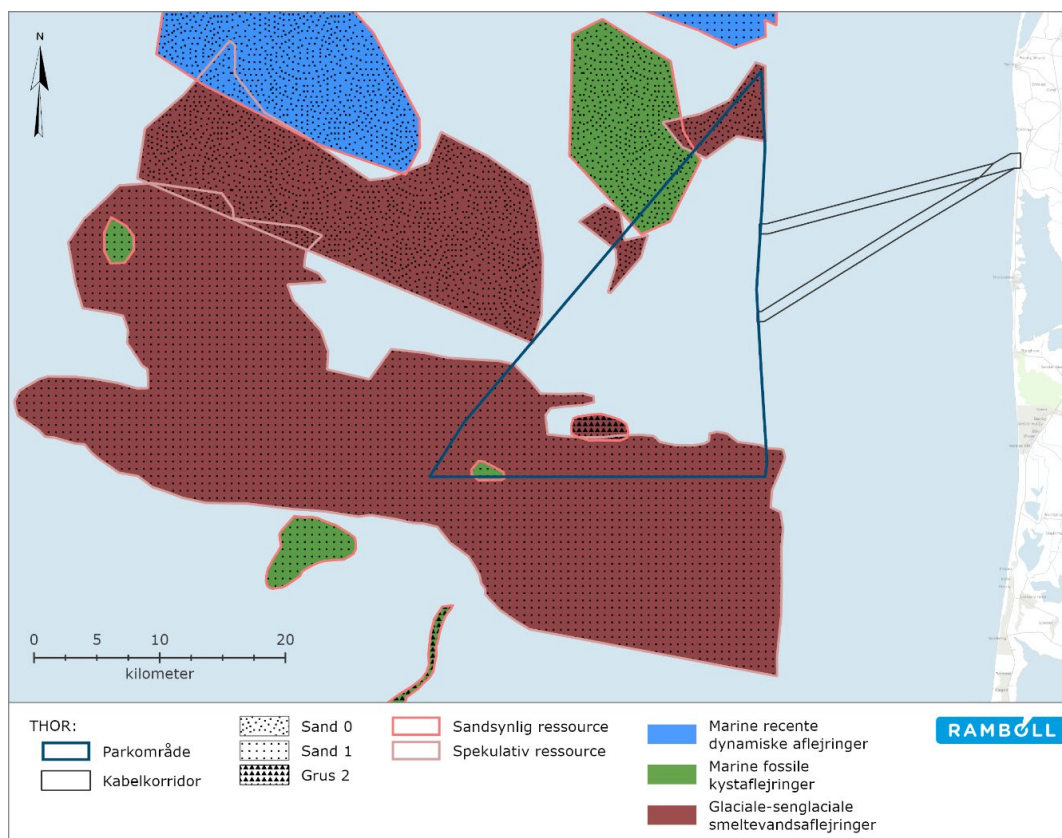 N
0 5 10 20
kilometer
THOR:
Parkområde
Kabelkorridor
Sand 0
Sand 1
Grus 2
Sandsynlig ressource
Spekulativ ressource
Marine recente
dynamiske aflejringer
Marine fossile
kystaflejringer
Glaciale-senglaciale
smeltevandsaflejringer
RAMBOLL